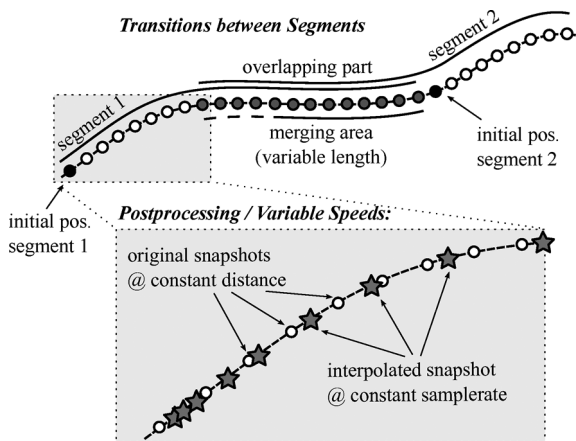 Transitions between Segments
segment 2
overlapping part
segment 1
merging area
(variable length)
initial pos.
segment 2
initial pos.
segment 1
Postprocessing / Variable Speeds:
original snapshots
@ constant distance
interpolated snapshot
@ constant samplerate